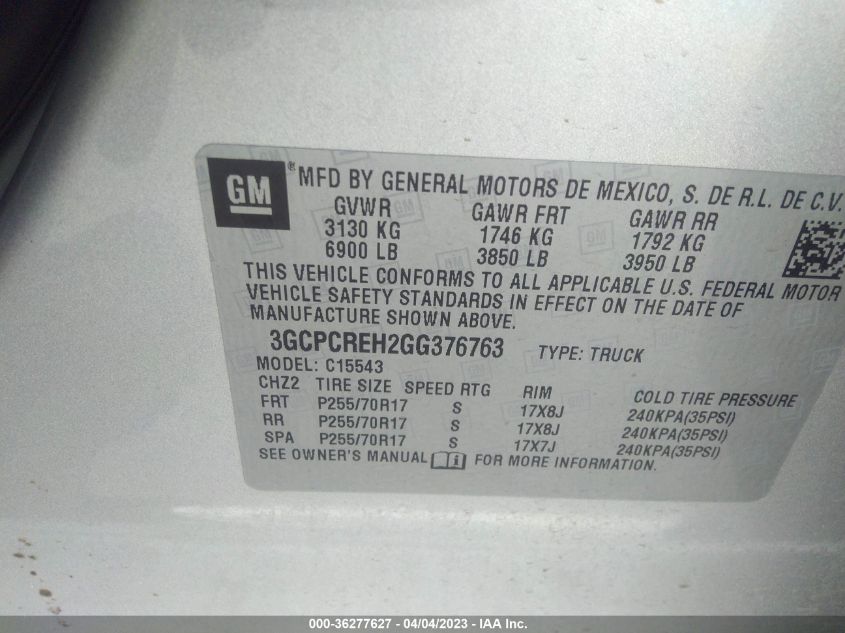 GM ® MFD BY GENERAL MOTORS DE MEXICO, S. DE R.L. DE C.V.
GVWR GAWR FRT GAWR RR
3130 KG 1746 KG 1792 KG
6900 LB 3850 LB 3950 LB
THIS VEHICLE CONFORMS TO ALL APPLICABLE U.S. FEDERAL MOTOR
VEHICLE SAFETY STANDARDS IN EFFECT ON THE DATE OF
MANUFACTURE SHOWN ABOVE.
3GCPCREH2GG376763 TYPE: TRUCK
MODEL: C15543
CHZ2 TIRE SIZE SPEED RTG RIM COLD TIRE PRESSURE
FRT P255/70R17 S 17X8J 240KPA(35PSI)
RR P255/70R17 S 17X8J 240KPA(35PSI)
SPA P255/70R17 S 17X7J 240KPA(35PSI)
SEE OWNER'S MANUAL FOR MORE INFORMATION.
000-36277627 - 04/04/2023 - IAA Inc.